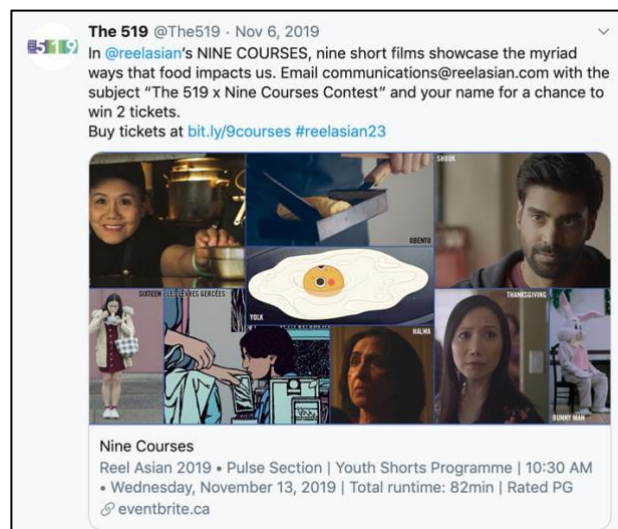 519
The 519 @The519 · Nov 6, 2019
In @reelasian's NINE COURSES, nine short films showcase the myriad
ways that food impacts us. Email communications@reelasian.com with the
subject “The 519 x Nine Courses Contest” and your name for a chance to
win 2 tickets.
Buy tickets at bit.ly/9courses #reelasian23
SHOOK
OBENTO
YOLK
SIXTEEN
LES LÈVRES GERCÉES
HALWA
THANKSGIVING
BUNNY MAN
Nine Courses
Reel Asian 2019 • Pulse Section | Youth Shorts Programme | 10:30 AM
• Wednesday, November 13, 2019 | Total runtime: 82min | Rated PG
eventbrite.ca